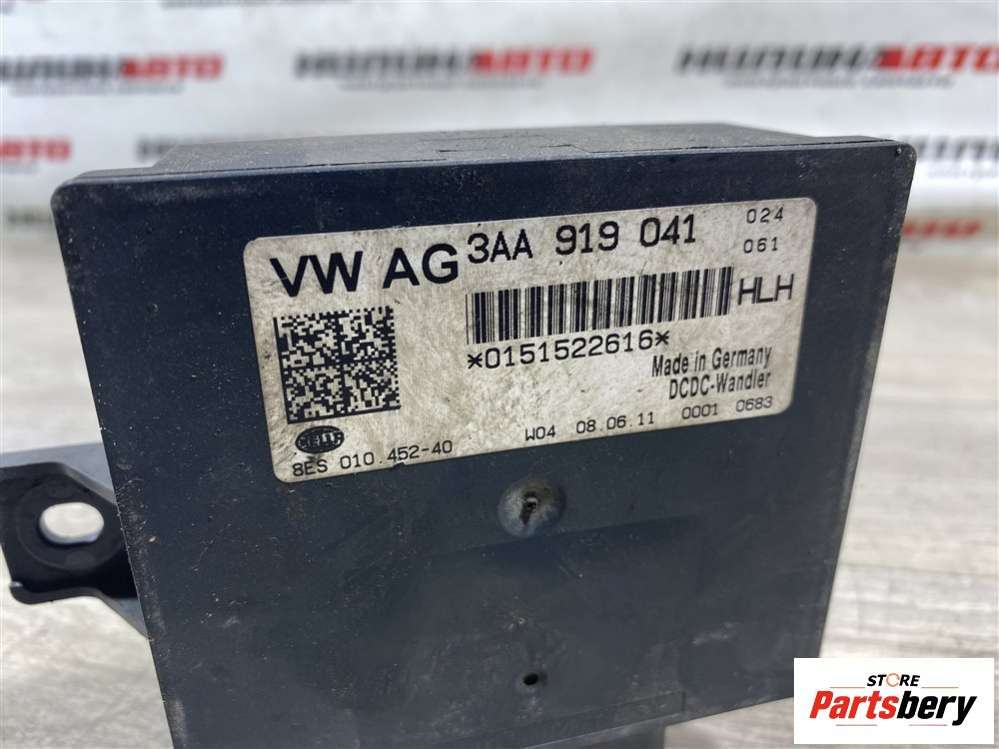 VW AG 3AA 919 041 024
061
HLH
*0151522616*
Made in Germany
DCDC-Wandler
HELLA
8ES 010.452-40 W04 08.06.11 0001 0683
STORE
Partsbery